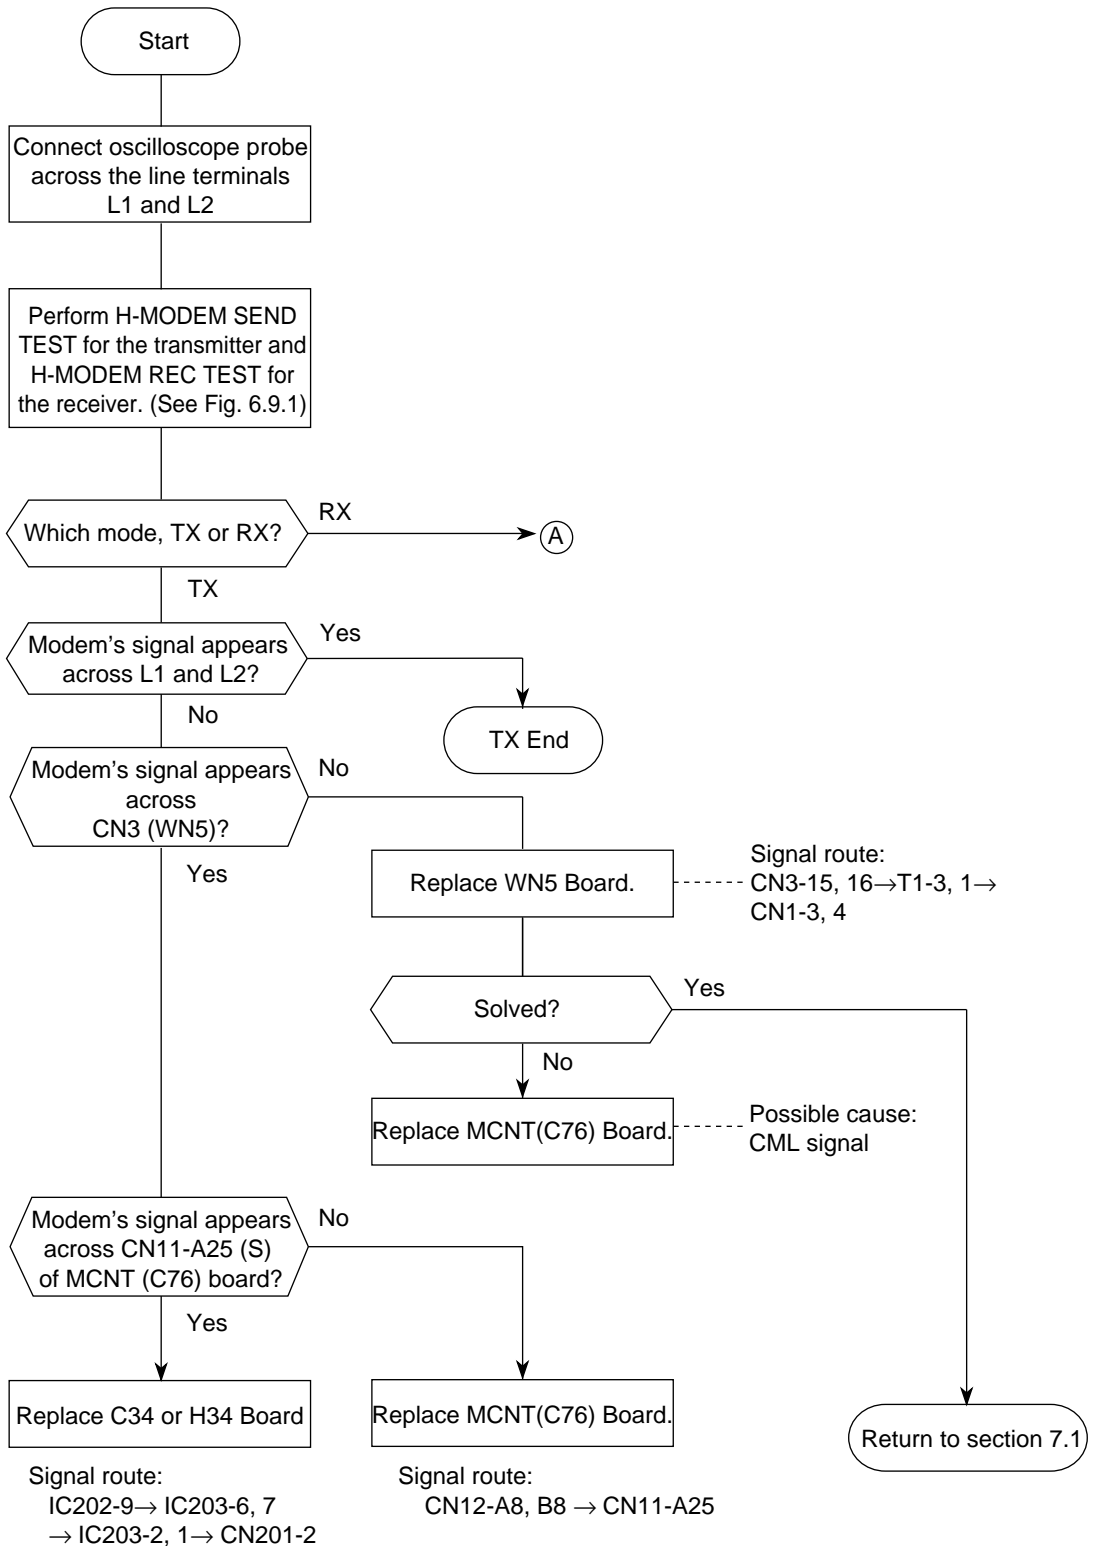 Start
Connect oscilloscope probe
across the line terminals
L1 and L2
Perform H-MODEM SEND
TEST for the transmitter and
H-MODEM REC TEST for
the receiver. (See Fig. 6.9.1)
Which mode, TX or RX?
RX
A
TX
Modem's signal appears
across L1 and L2?
Yes
TX End
No
Modem's signal appears
across
CN3 (WN5)?
No
Yes
Replace WN5 Board.
Signal route:
CN3-15, 16→T1-3, 1→
CN1-3, 4
Solved?
Yes
No
Replace MCNT(C76) Board.
Possible cause:
CML signal
Modem's signal appears
across CN11-A25 (S)
of MCNT (C76) board?
No
Yes
Replace C34 or H34 Board
Replace MCNT(C76) Board.
Return to section 7.1
Signal route:
IC202-9→ IC203-6, 7
→ IC203-2, 1→ CN201-2
Signal route:
CN12-A8, B8 → CN11-A25